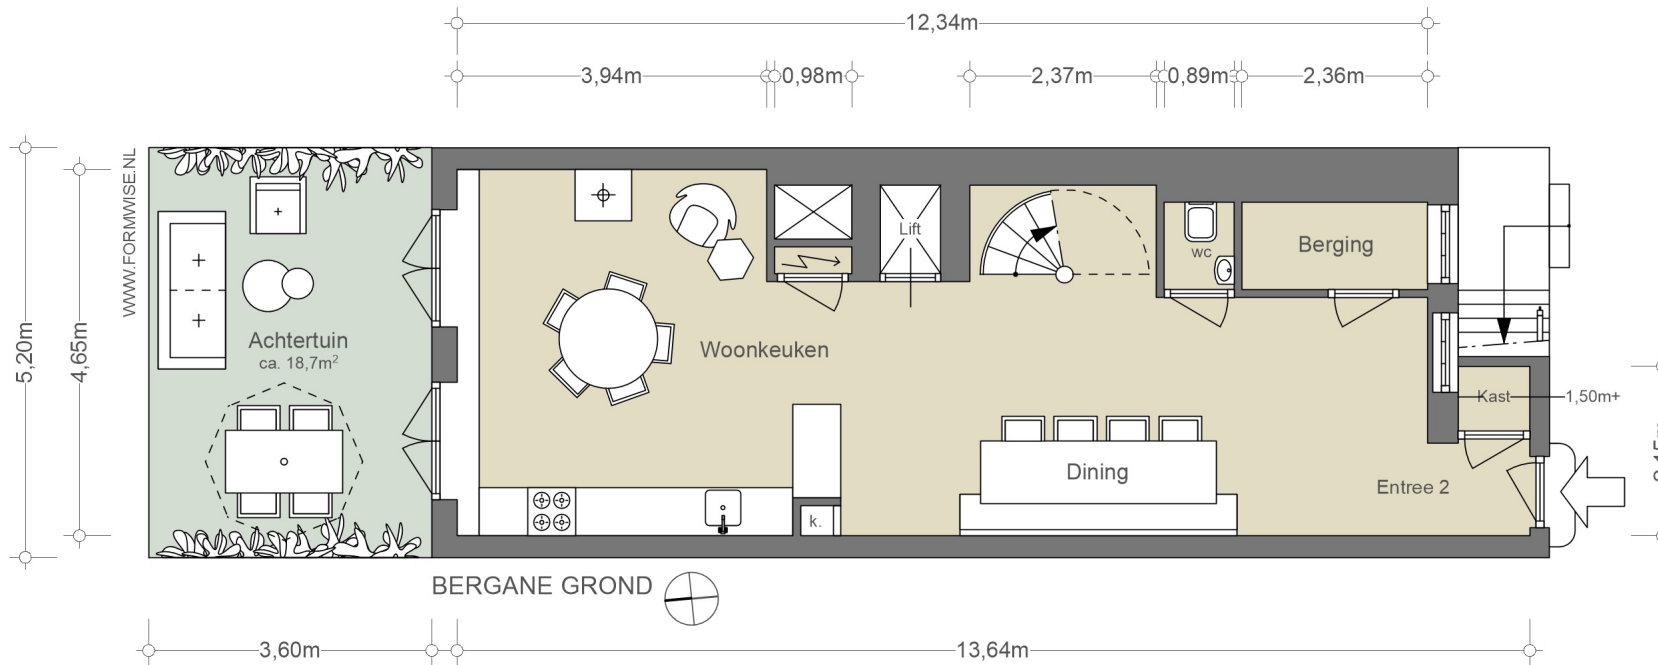 12,34m
3,94m
0,98m
2,37m
0,89m
2,36m
WWW.FORMWISE.NL
5,20m
4,65m
Achtertuin
ca. 18,7m²
Woonkeuken
Lift
wc
Berging
Kast
1,50m+
Dining
Entree 2
k.
BERGANE GROND
3,60m
13,64m